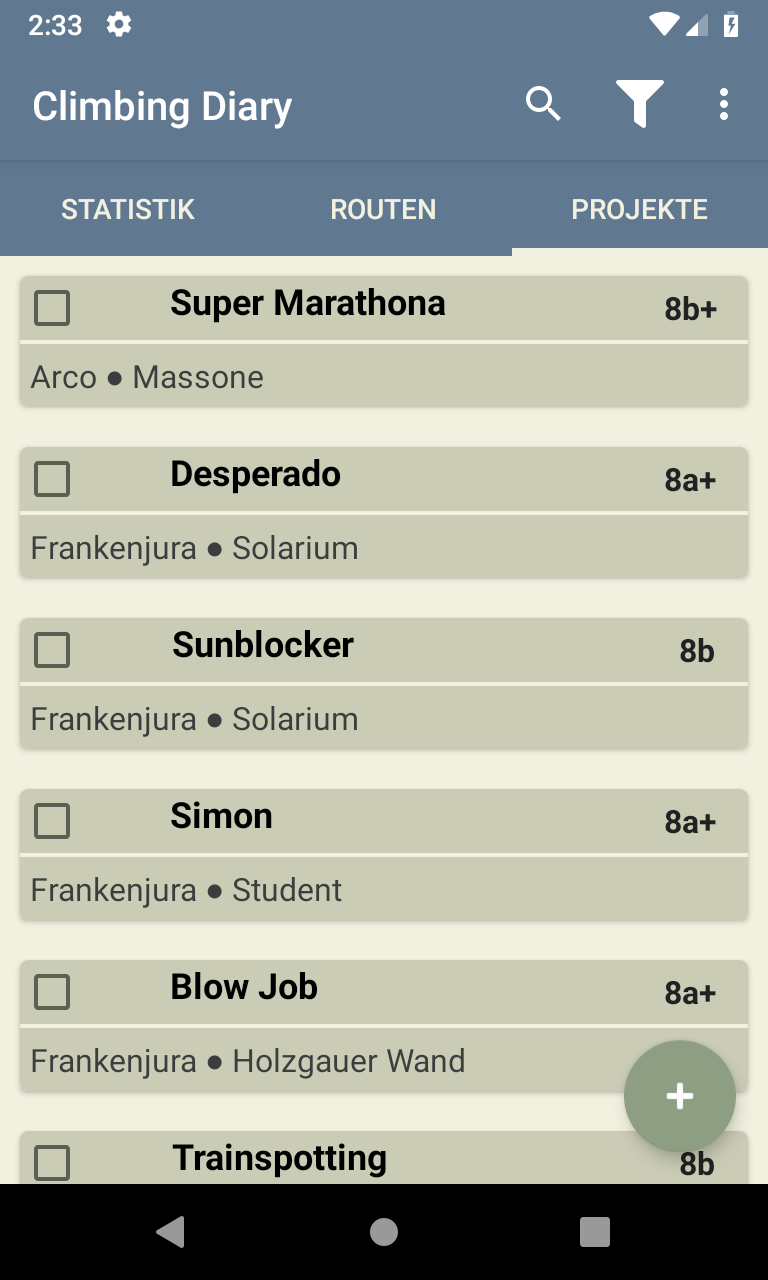 2:33
Climbing Diary
STATISTIK ROUTEN PROJEKTE
Super Marathona 8b+
Arco ● Massone
Desperado 8a+
Frankenjura ● Solarium
Sunblocker 8b
Frankenjura ● Solarium
Simon 8a+
Frankenjura ● Student
Blow Job 8a+
Frankenjura ● Holzgauer Wand
+
Trainspotting 8b